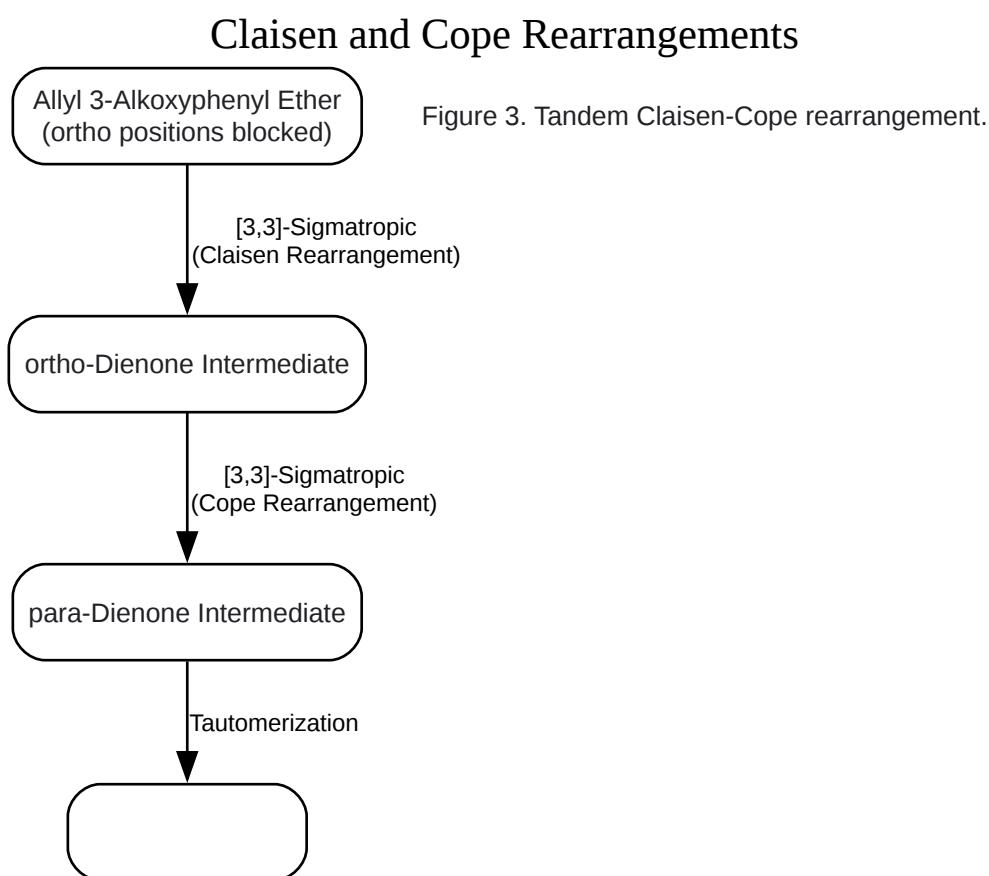 Claisen and Cope Rearrangements
Allyl 3-Alkoxyphenyl Ether
(ortho positions blocked)
Figure 3. Tandem Claisen-Cope rearrangement.
[3,3]-Sigmatropic
(Claisen Rearrangement)
ortho-Dienone Intermediate
[3,3]-Sigmatropic
(Cope Rearrangement)
para-Dienone Intermediate
Tautomerization